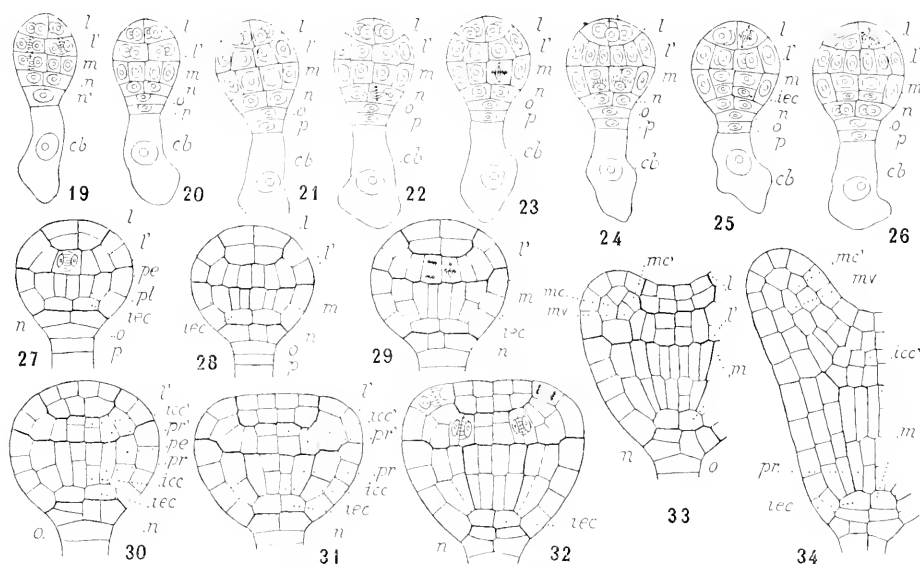 l
l'
m
n
n'
cb
19
l
l'
m
n
o
p
cb
20
l
l'
m
n
o
p
cb
21
l
l'
m
n
o
p
cb
22
l
l'
m
n
o
p
cb
23
l
l'
m
n
o
p
cb
24
l
l'
m
iec
n
o
p
cb
25
l
l
m
n
o
p
cb
26
l
l'
pe
pl
iec
n
o
p
27
l
l'
m
iec
n
o
p
28
l'
m
iec
n
29
l'
icc'
pr'
pe
pr
icc
iec
o.
n
30
l'
icc'
pr'
pr
icc
iec
n
31
l'
iec
n
32
mc'
mc
mv
l
l'
m
n
o
33
mc'
mv
icc'
m
pr
iec
34